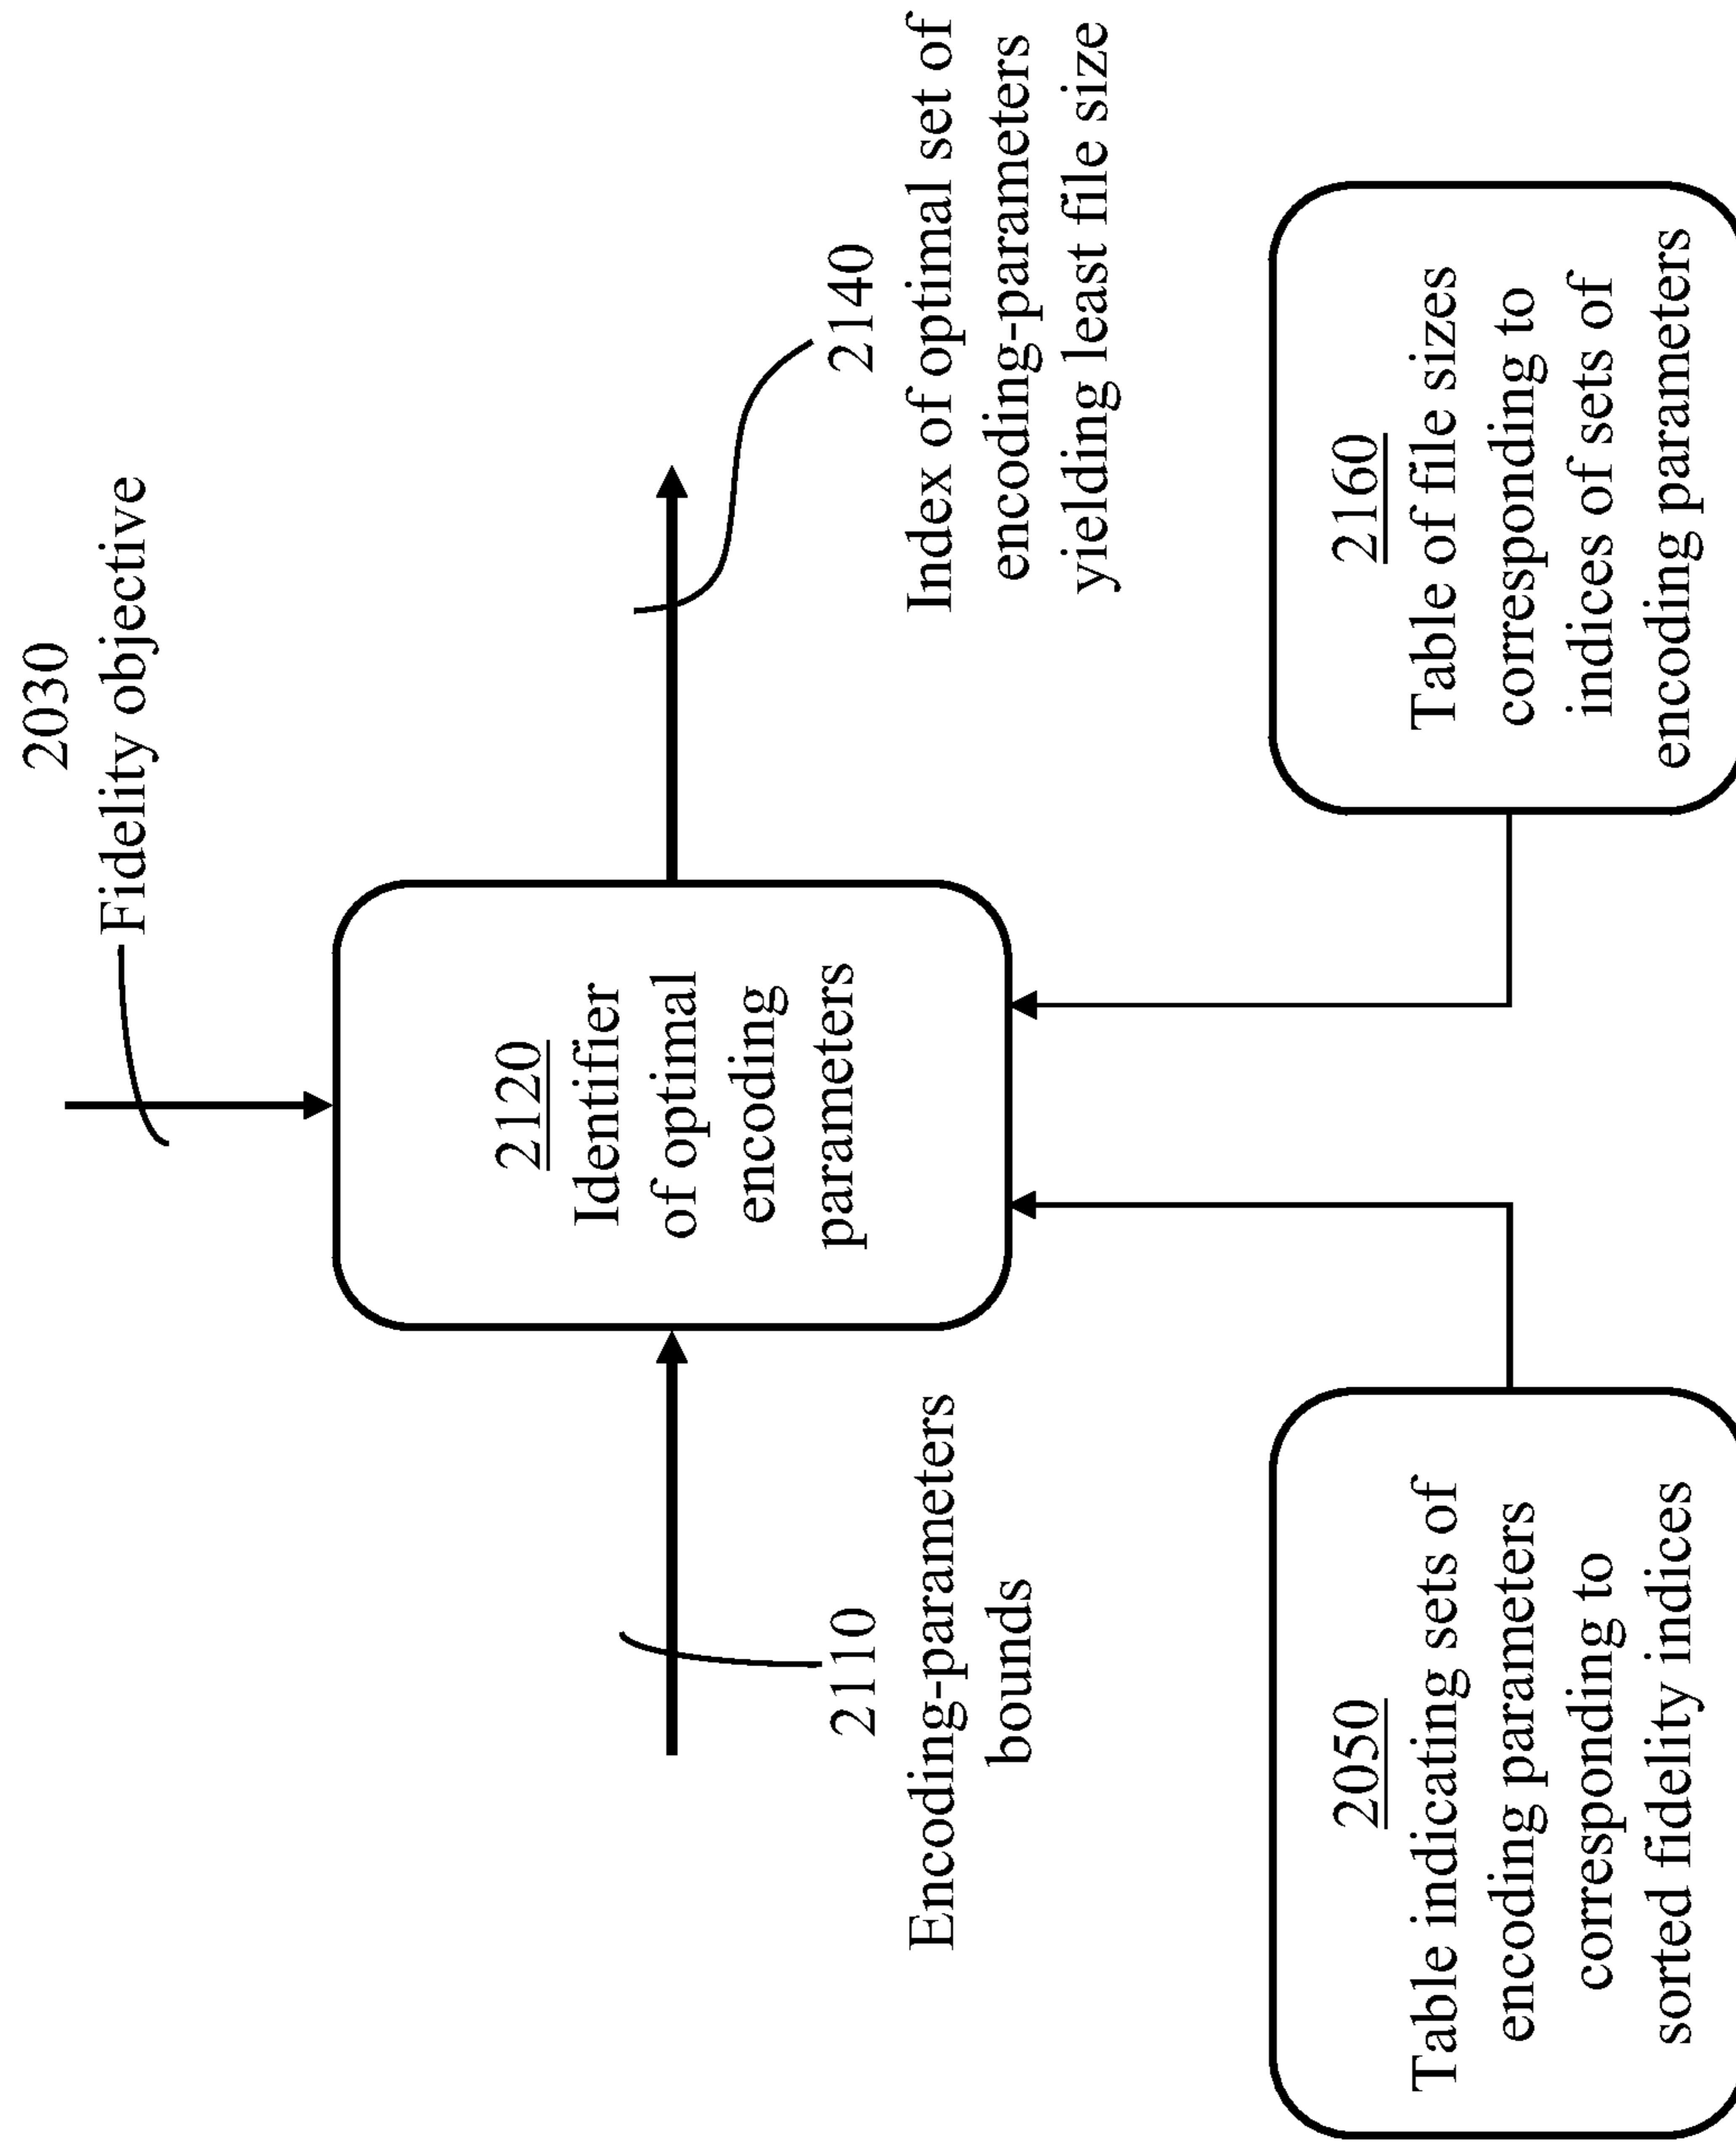 2030
Fidelity objective
2120
Identifier
of optimal
encoding
parameters
2110
Encoding-parameters
bounds
2140
Index of optimal set of
encoding-parameters
yielding least file size
2050
Table indicating sets of
encoding parameters
corresponding to
sorted fidelity indices
2160
Table of file sizes
corresponding to
indices of sets of
encoding parameters